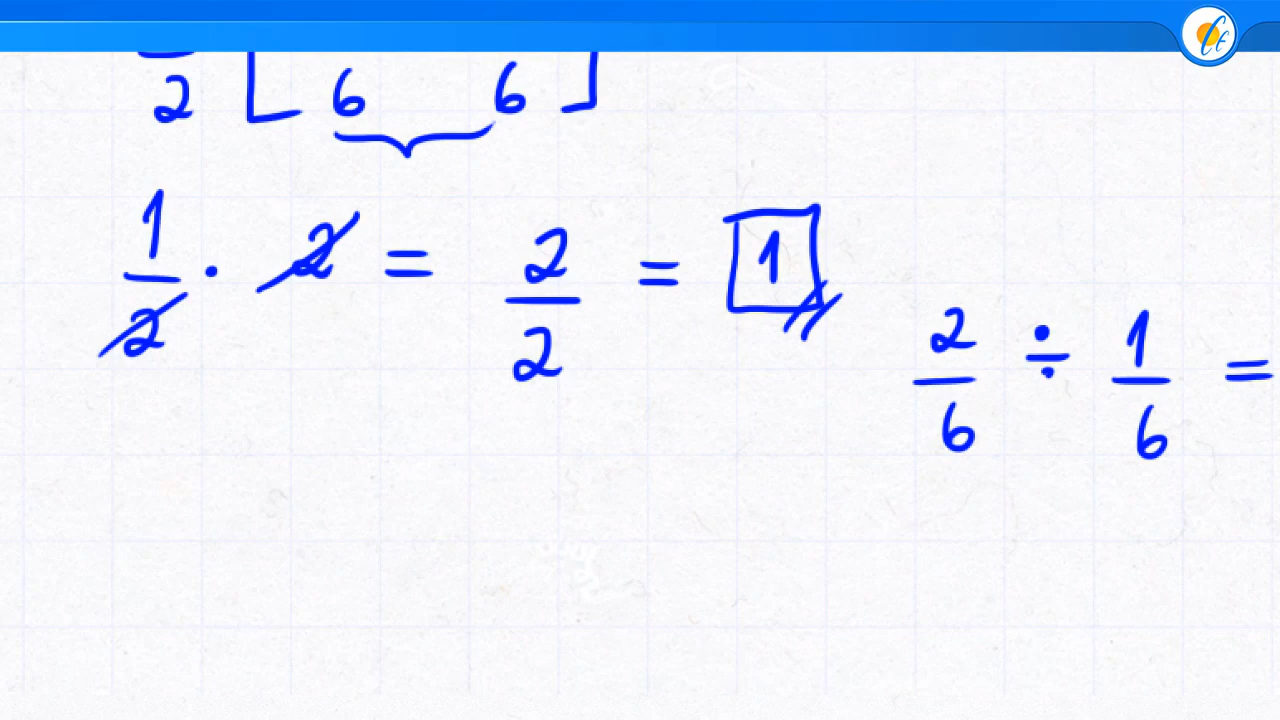 2 [ 6 6 ]
1/2 · 2 = 2/2 = 1
2/6 ÷ 1/6 =